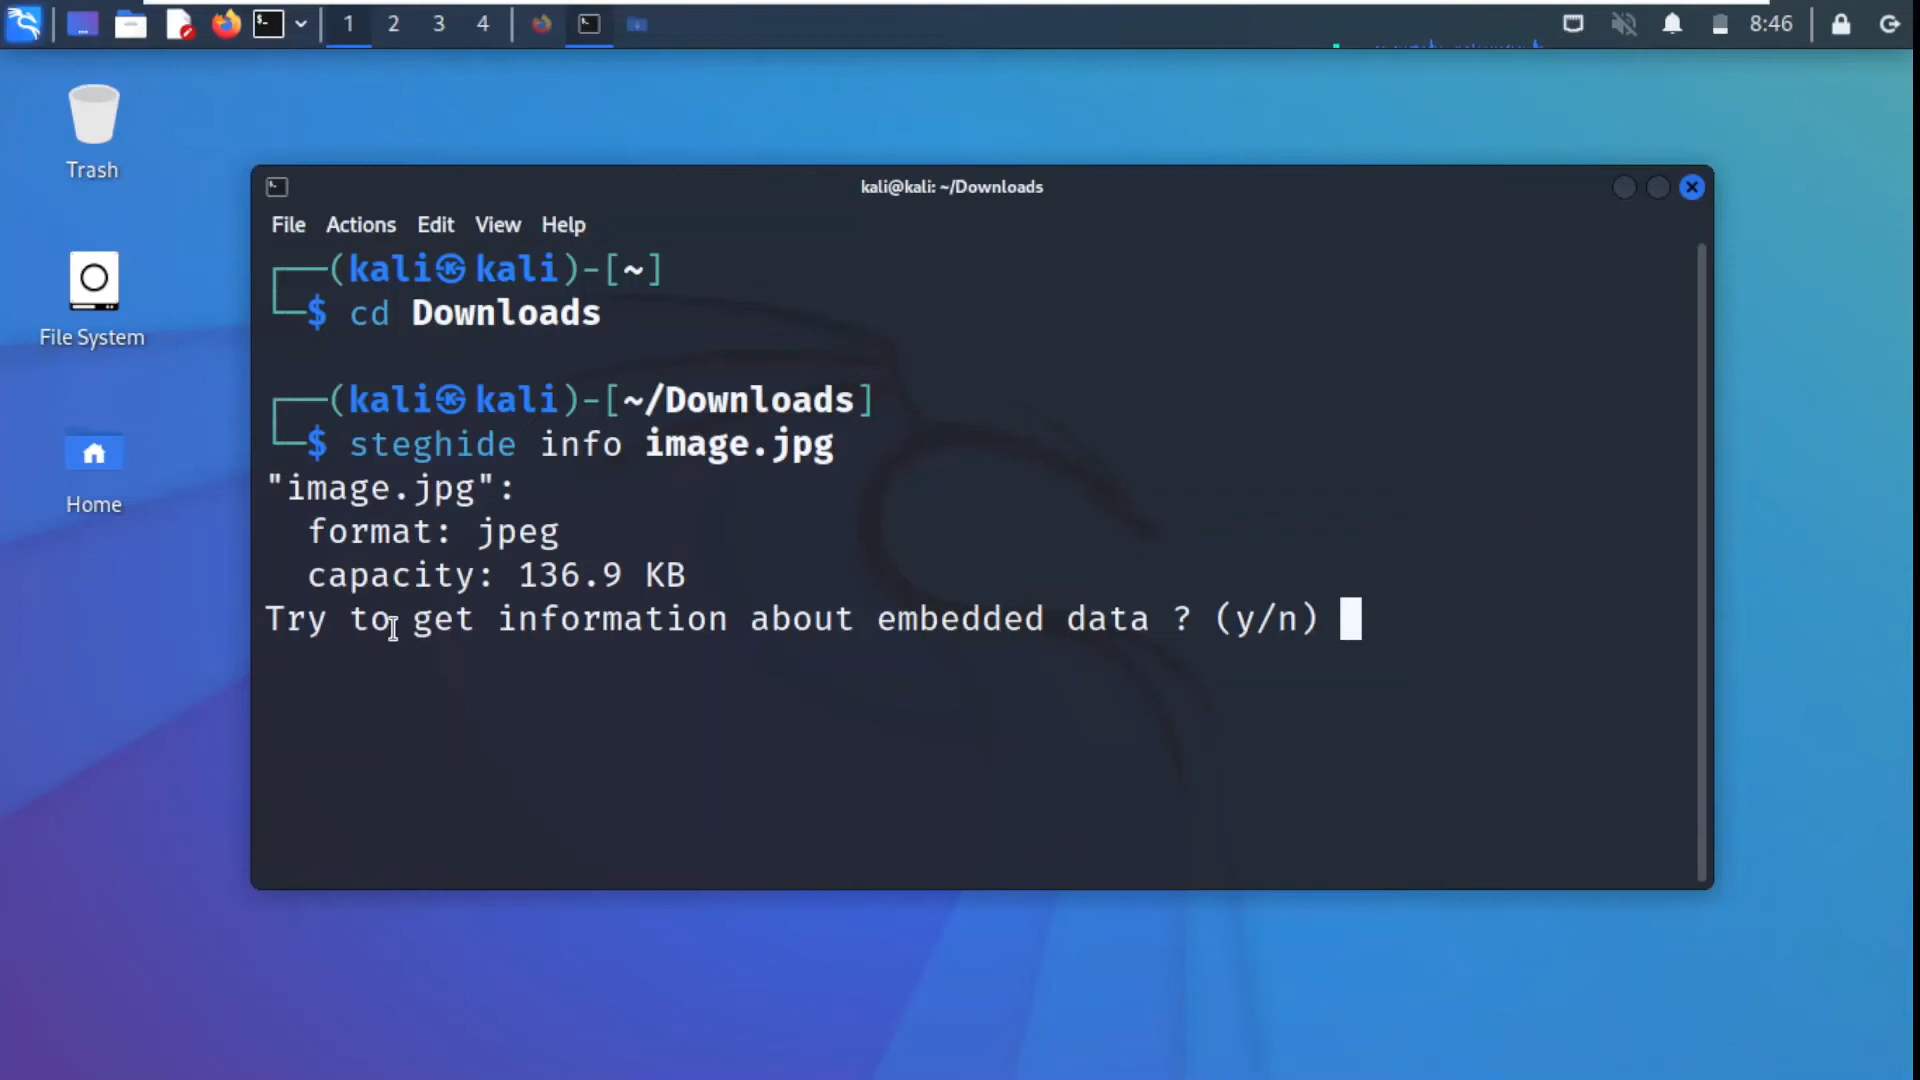 1 2 3 4
8:46
Trash
File System
Home
kali@kali: ~/Downloads
File Actions Edit View Help
┌──(kali㉿kali)-[~]
└─$ cd Downloads
┌──(kali㉿kali)-[~/Downloads]
└─$ steghide info image.jpg
"image.jpg":
format: jpeg
capacity: 136.9 KB
Try to get information about embedded data ? (y/n)